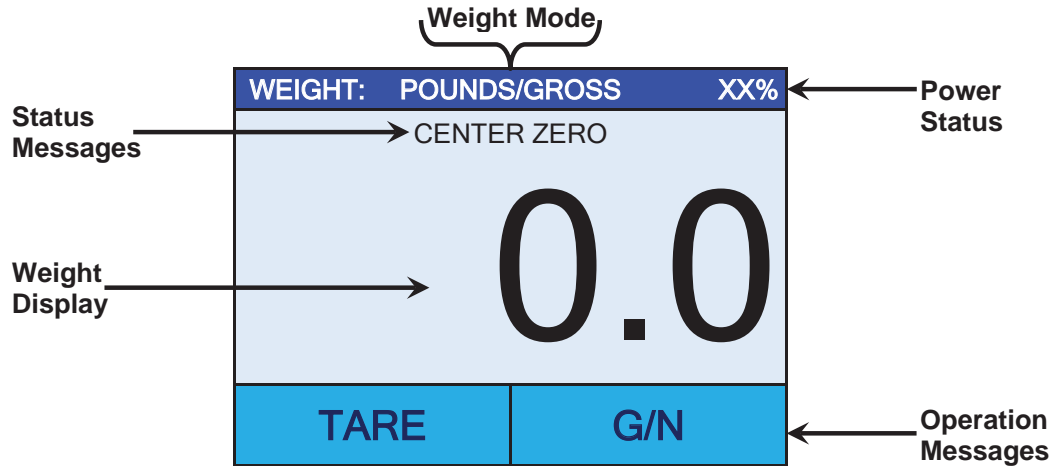 Weight Mode
WEIGHT: POUNDS/GROSS XX%
Power
Status
Status
Messages
CENTER ZERO
0.0
Weight
Display
TARE G/N
Operation
Messages